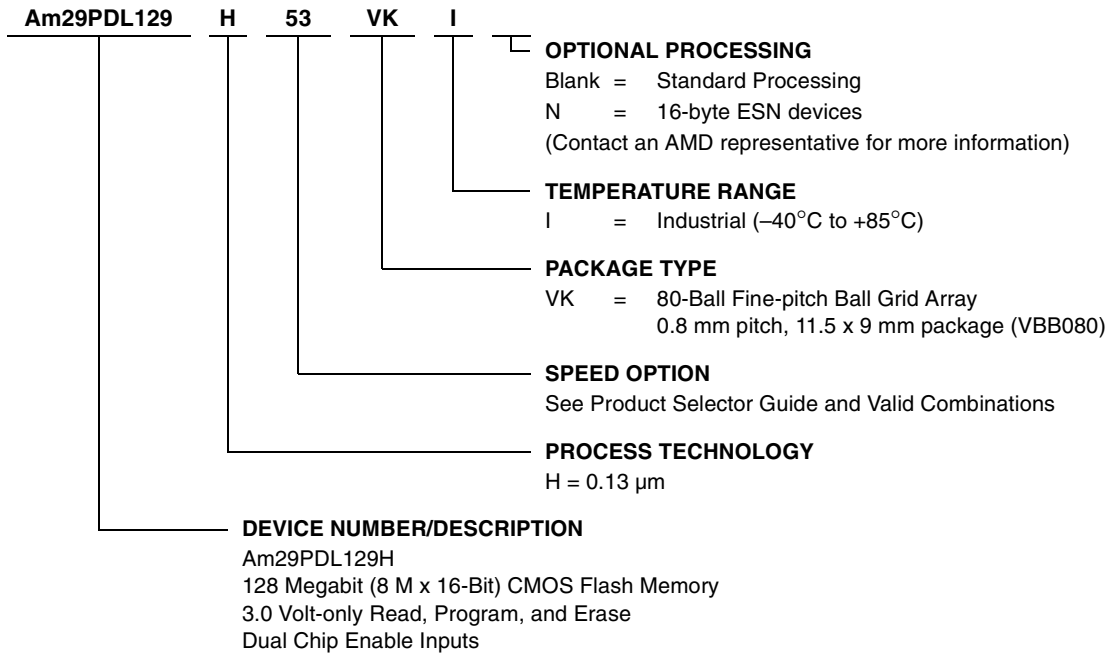 Am29PDL129 H 53 VK I
OPTIONAL PROCESSING
Blank = Standard Processing
N = 16-byte ESN devices
(Contact an AMD representative for more information)
TEMPERATURE RANGE
I = Industrial (–40°C to +85°C)
PACKAGE TYPE
VK = 80-Ball Fine-pitch Ball Grid Array
0.8 mm pitch, 11.5 x 9 mm package (VBB080)
SPEED OPTION
See Product Selector Guide and Valid Combinations
PROCESS TECHNOLOGY
H = 0.13 µm
DEVICE NUMBER/DESCRIPTION
Am29PDL129H
128 Megabit (8 M x 16-Bit) CMOS Flash Memory
3.0 Volt-only Read, Program, and Erase
Dual Chip Enable Inputs